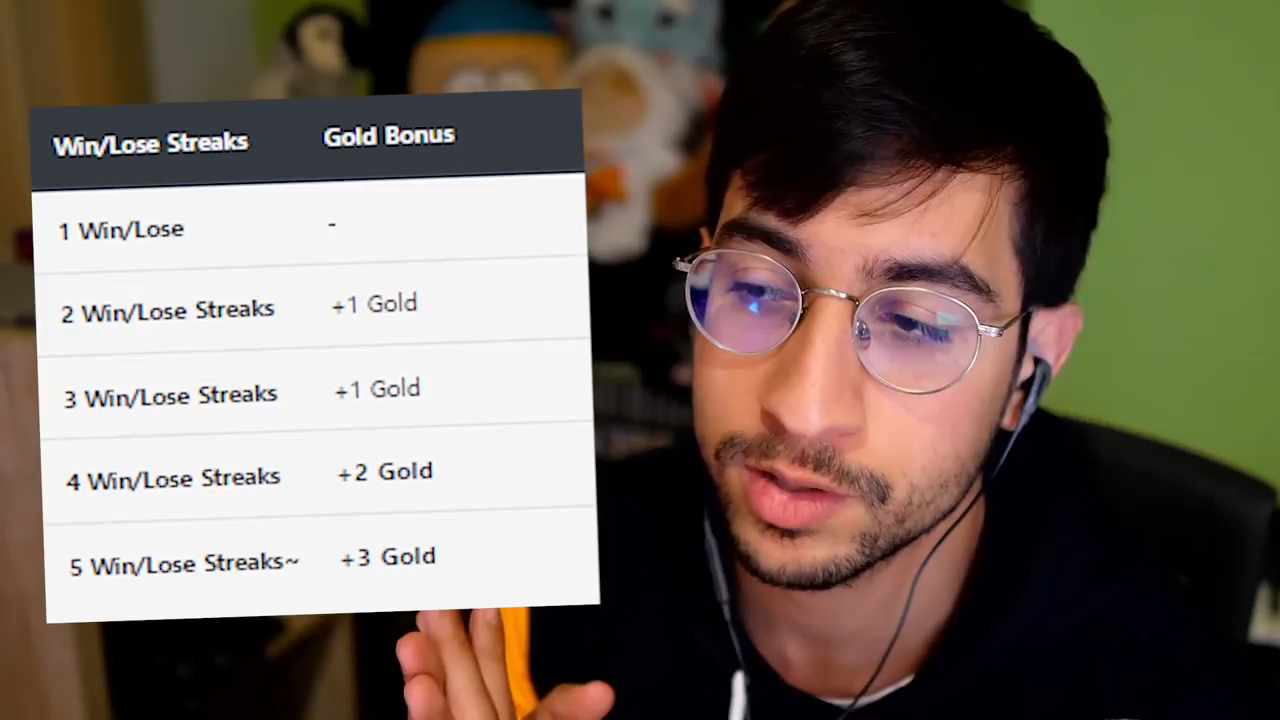 Win/Lose Streaks Gold Bonus
1 Win/Lose -
2 Win/Lose Streaks +1 Gold
3 Win/Lose Streaks +1 Gold
4 Win/Lose Streaks +2 Gold
5 Win/Lose Streaks~ +3 Gold